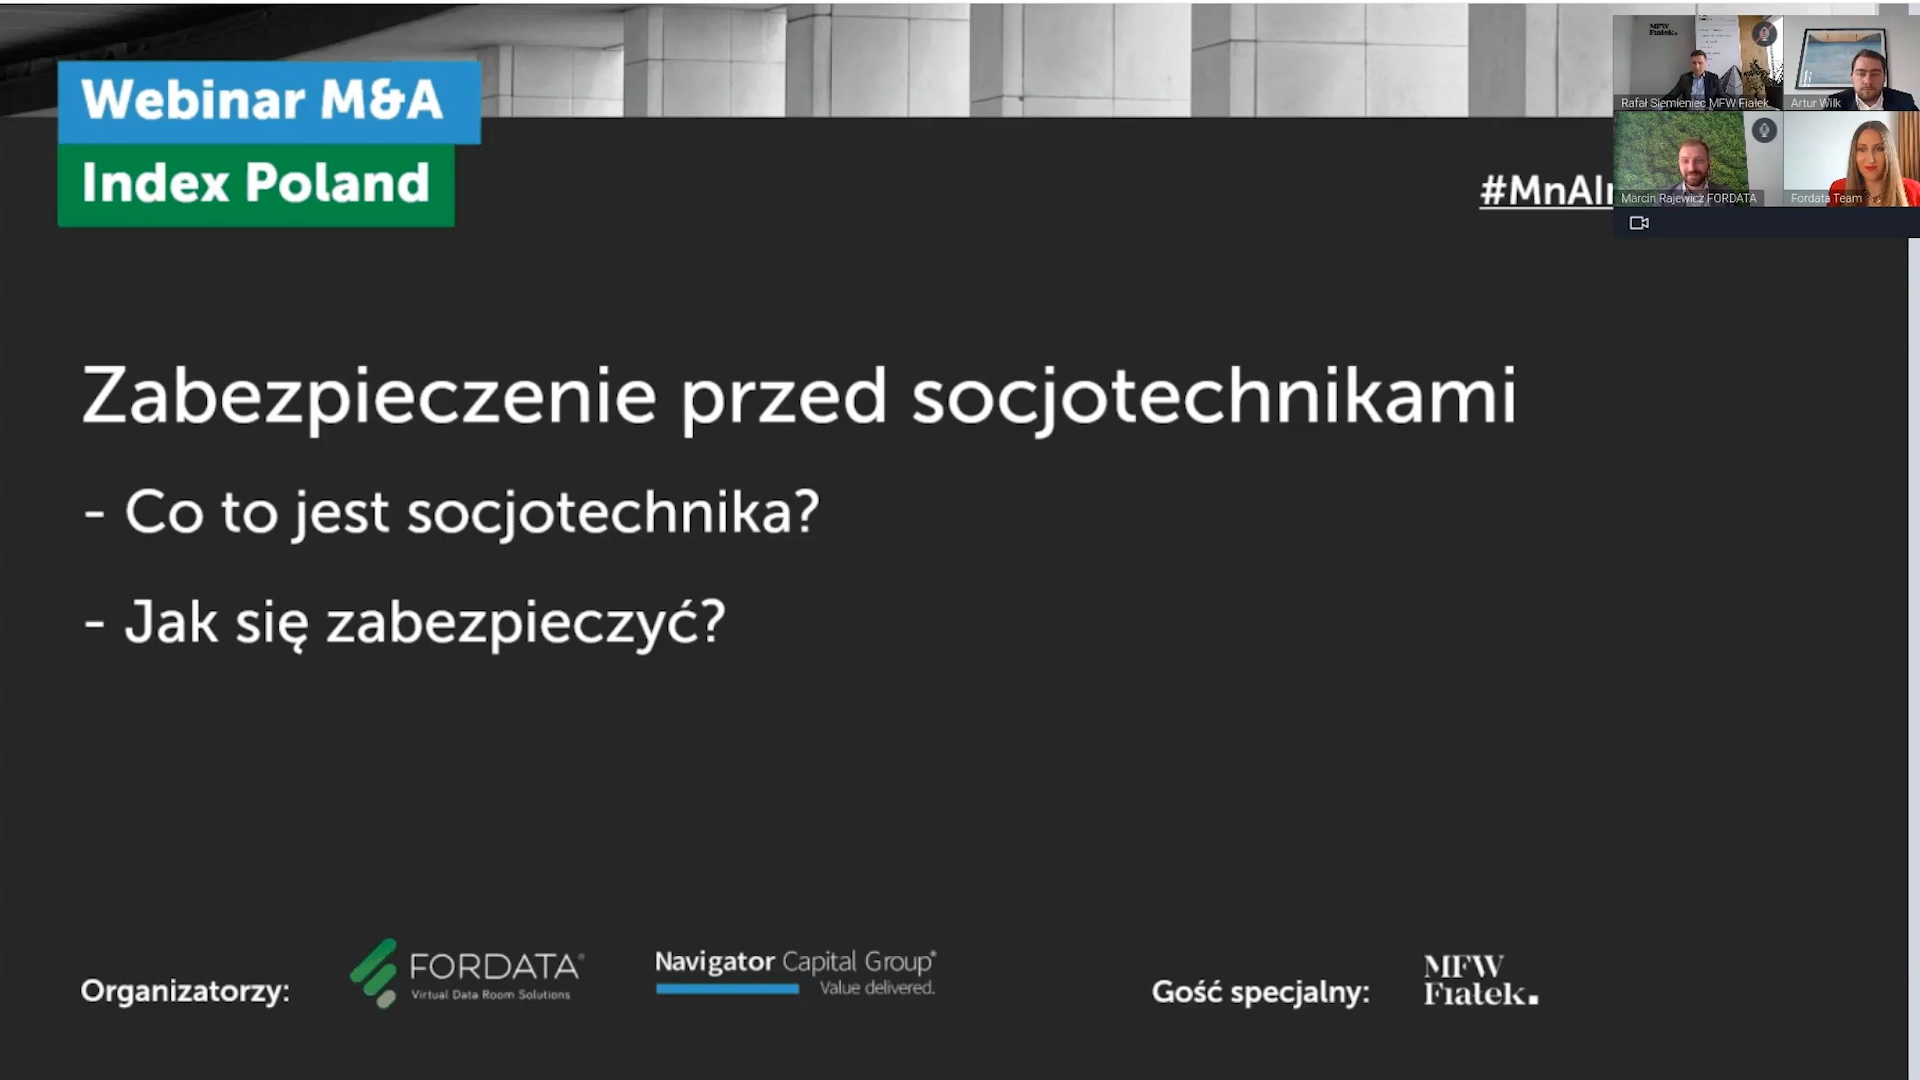 Webinar M&A
Index Poland
#MnAI
MFW
Fiałek.
Rafał Siemieniec MFW Fiałek
Artur Wilk
Marcin Rajewicz FORDATA
Fordata Team
Zabezpieczenie przed socjotechnikami
- Co to jest socjotechnika?
- Jak się zabezpieczyć?
Organizatorzy:
FORDATA®
Virtual Data Room Solutions
Navigator Capital Group®
Value delivered.
Gość specjalny:
MFW
Fiałek.